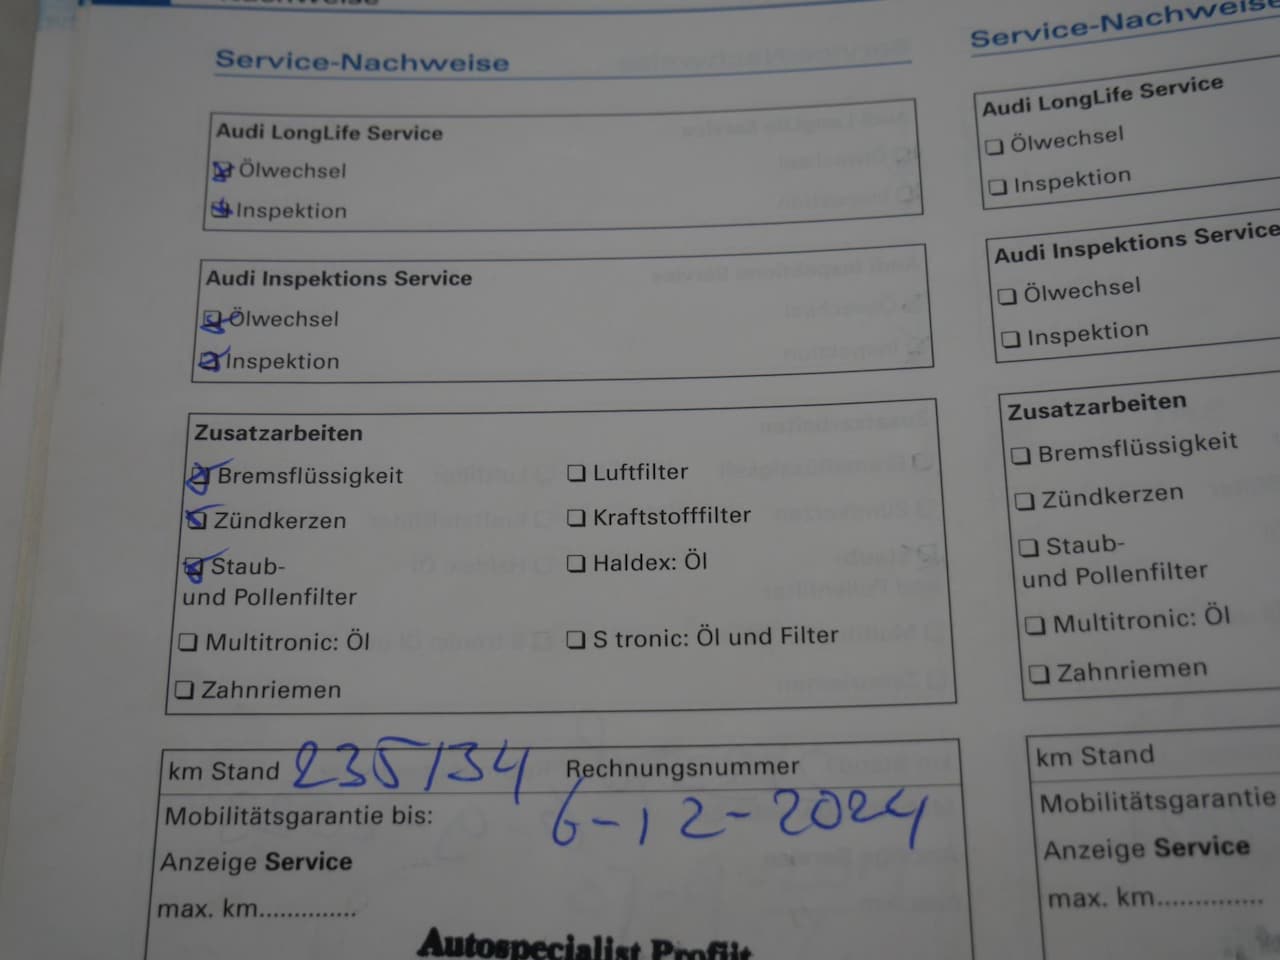 Nachweise
Service-Nachweise
Audi LongLife Service
Ölwechsel
Inspektion
Audi Inspektions Service
Ölwechsel
Inspektion
Zusatzarbeiten
Bremsflüssigkeit
Luftfilter
Zündkerzen
Kraftstofffilter
Staub-
und Pollenfilter
Haldex: Öl
Multitronic: Öl
S tronic: Öl und Filter
Zahnriemen
km Stand 235134 Rechnungsnummer
Mobilitätsgarantie bis: 6-12-2024
Anzeige Service
max. km..............
Autospecialist Profijt
Service-Nachweise
Audi LongLife Service
Ölwechsel
Inspektion
Audi Inspektions Service
Ölwechsel
Inspektion
Zusatzarbeiten
Bremsflüssigkeit
Zündkerzen
Staub-
und Pollenfilter
Multitronic: Öl
Zahnriemen
km Stand
Mobilitätsgarantie
Anzeige Service
max. km..............